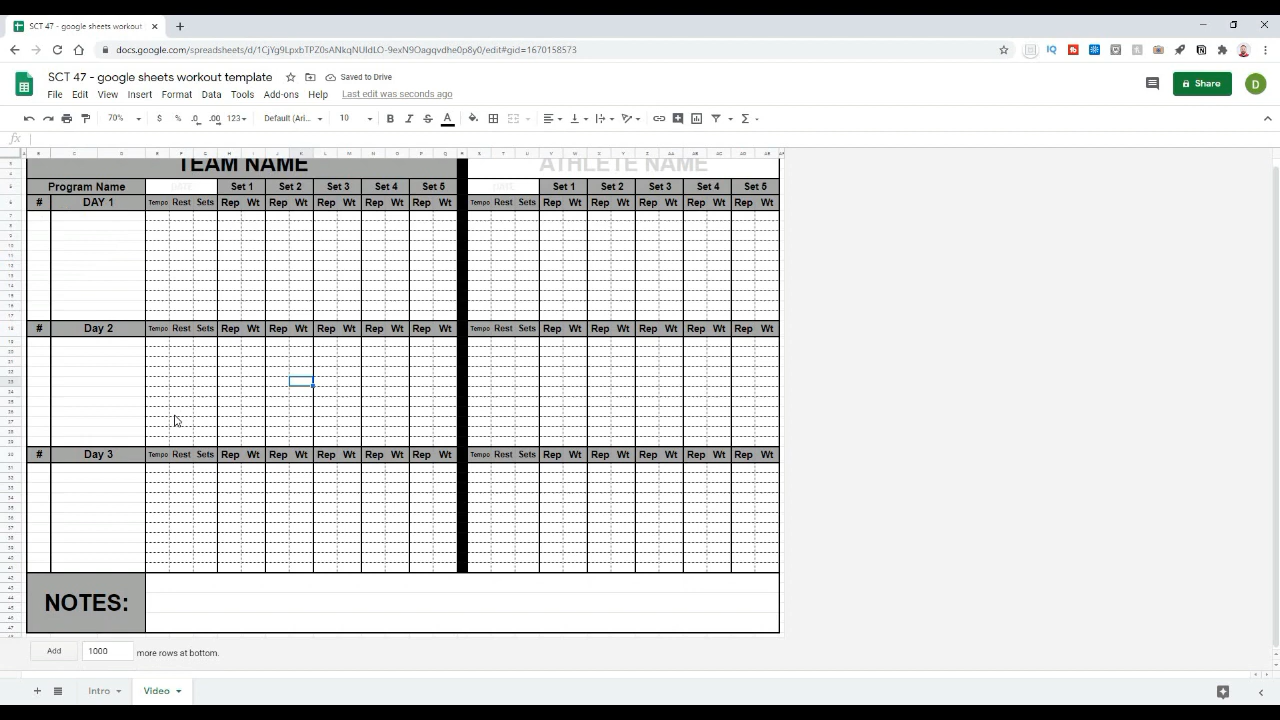 SCT 47 - google sheets workout
docs.google.com/spreadsheets/d/1CjYg9LpxbTPZ0sANkqNUIdLO-9exN9Oagqvdhe0p8y0/edit#gid=1670158573
SCT 47 - google sheets workout template Saved to Drive
File Edit View Insert Format Data Tools Add-ons Help Last edit was seconds ago
Share D
70% $ % .0 .00 123 Default (Ari... 10 B I S A
fx
TEAM NAME ATHLETE NAME
Program Name DATE Set 1 Set 2 Set 3 Set 4 Set 5 DATE Set 1 Set 2 Set 3 Set 4 Set 5
# DAY 1 Tempo Rest Sets Rep Wt Rep Wt Rep Wt Rep Wt Rep Wt Tempo Rest Sets Rep Wt Rep Wt Rep Wt Rep Wt Rep Wt
# Day 2 Tempo Rest Sets Rep Wt Rep Wt Rep Wt Rep Wt Rep Wt Tempo Rest Sets Rep Wt Rep Wt Rep Wt Rep Wt Rep Wt
# Day 3 Tempo Rest Sets Rep Wt Rep Wt Rep Wt Rep Wt Rep Wt Tempo Rest Sets Rep Wt Rep Wt Rep Wt Rep Wt Rep Wt
NOTES:
Add 1000 more rows at bottom.
Intro Video